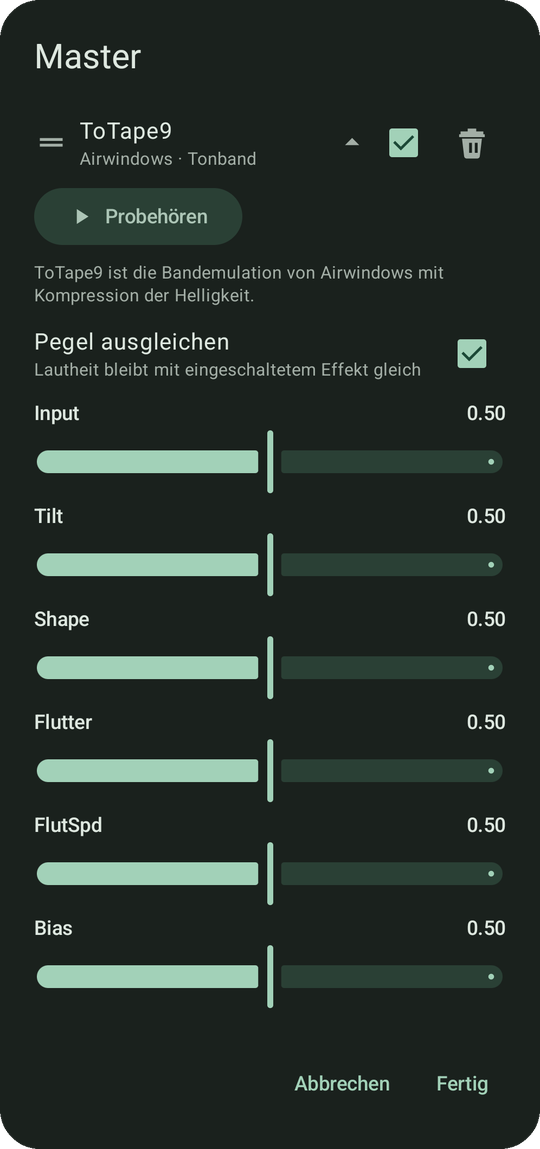 Master
ToTape9
Airwindows · Tonband
Probehören
ToTape9 ist die Bandemulation von Airwindows mit
Kompression der Helligkeit.
Pegel ausgleichen
Lautheit bleibt mit eingeschaltetem Effekt gleich
Input 0.50
Tilt 0.50
Shape 0.50
Flutter 0.50
FlutSpd 0.50
Bias 0.50
Abbrechen Fertig